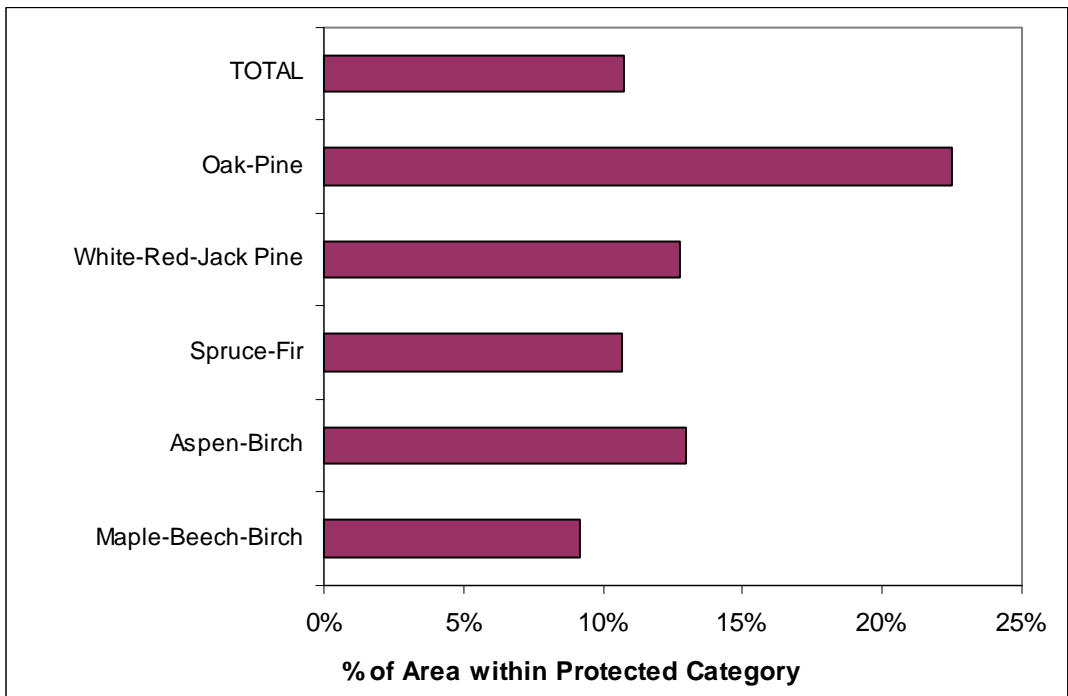 TOTAL
Oak-Pine
White-Red-Jack Pine
Spruce-Fir
Aspen-Birch
Maple-Beech-Birch
0% 5% 10% 15% 20% 25%
% of Area within Protected Category